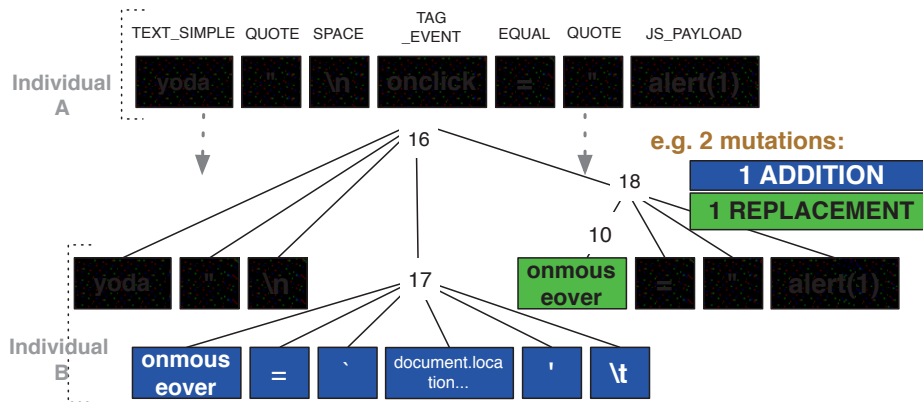 TEXT_SIMPLE QUOTE SPACE TAG _EVENT EQUAL QUOTE JS_PAYLOAD
Individual A
yoda " \n onclick = " alert(1)
16
e.g. 2 mutations:
1 ADDITION
18
1 REPLACEMENT
10
yoda " \n
17
onmous
eover
= " alert(1)
Individual
B
onmous
eover
= `
document.loca
tion...
' \t